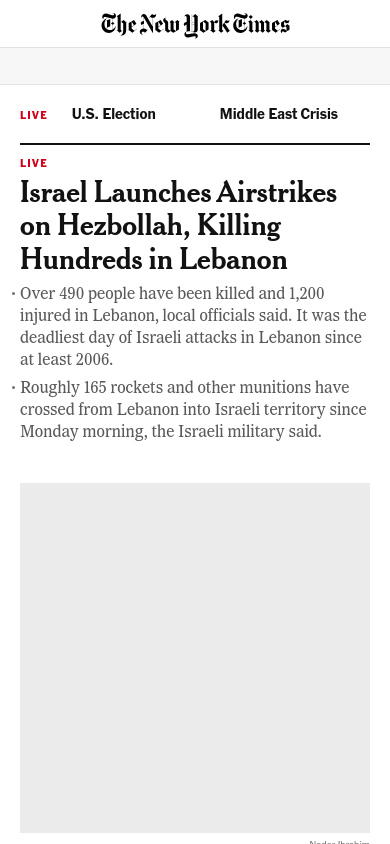 The New York Times
LIVE
U.S. Election
Middle East Crisis
LIVE
Israel Launches Airstrikes
on Hezbollah, Killing
Hundreds in Lebanon
· Over 490 people have been killed and 1,200
injured in Lebanon, local officials said. It was the
deadliest day of Israeli attacks in Lebanon since
at least 2006.
· Roughly 165 rockets and other munitions have
crossed from Lebanon into Israeli territory since
Monday morning, the Israeli military said.